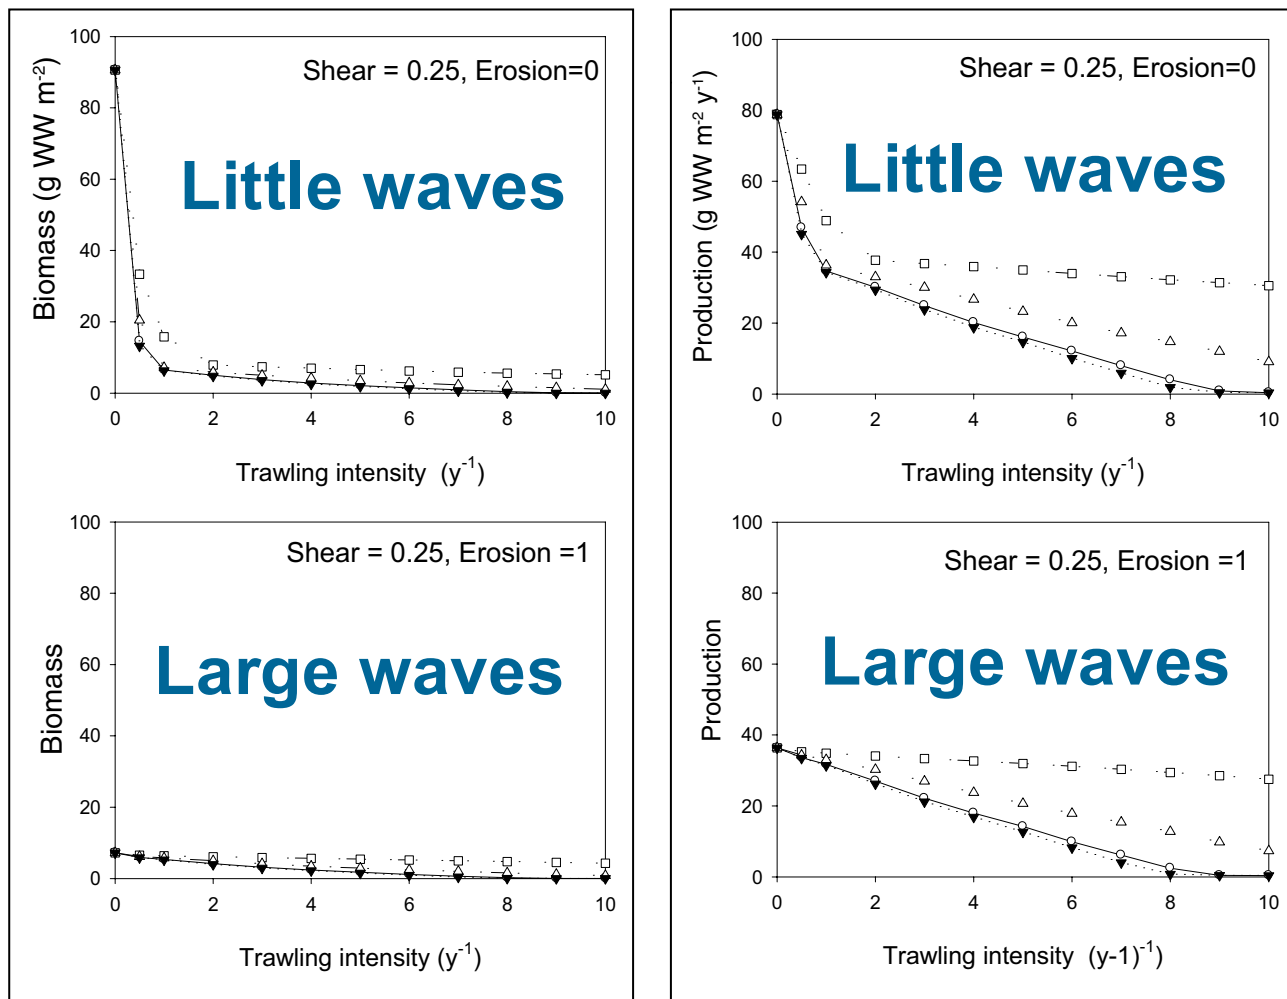 Shear = 0.25, Erosion=0
Little waves
Biomass (g WW m⁻²)
100
80
60
40
20
0
0 2 4 6 8 10
Trawling intensity (y⁻¹)
Shear = 0.25, Erosion=0
Little waves
Production (g WW m⁻² y⁻¹)
100
80
60
40
20
0
0 2 4 6 8 10
Trawling intensity (y⁻¹)
Shear = 0.25, Erosion =1
Large waves
Biomass
100
80
60
40
20
0
0 2 4 6 8 10
Trawling intensity (y⁻¹)
Shear = 0.25, Erosion =1
Large waves
Production
100
80
60
40
20
0
0 2 4 6 8 10
Trawling intensity (y-1)⁻¹)